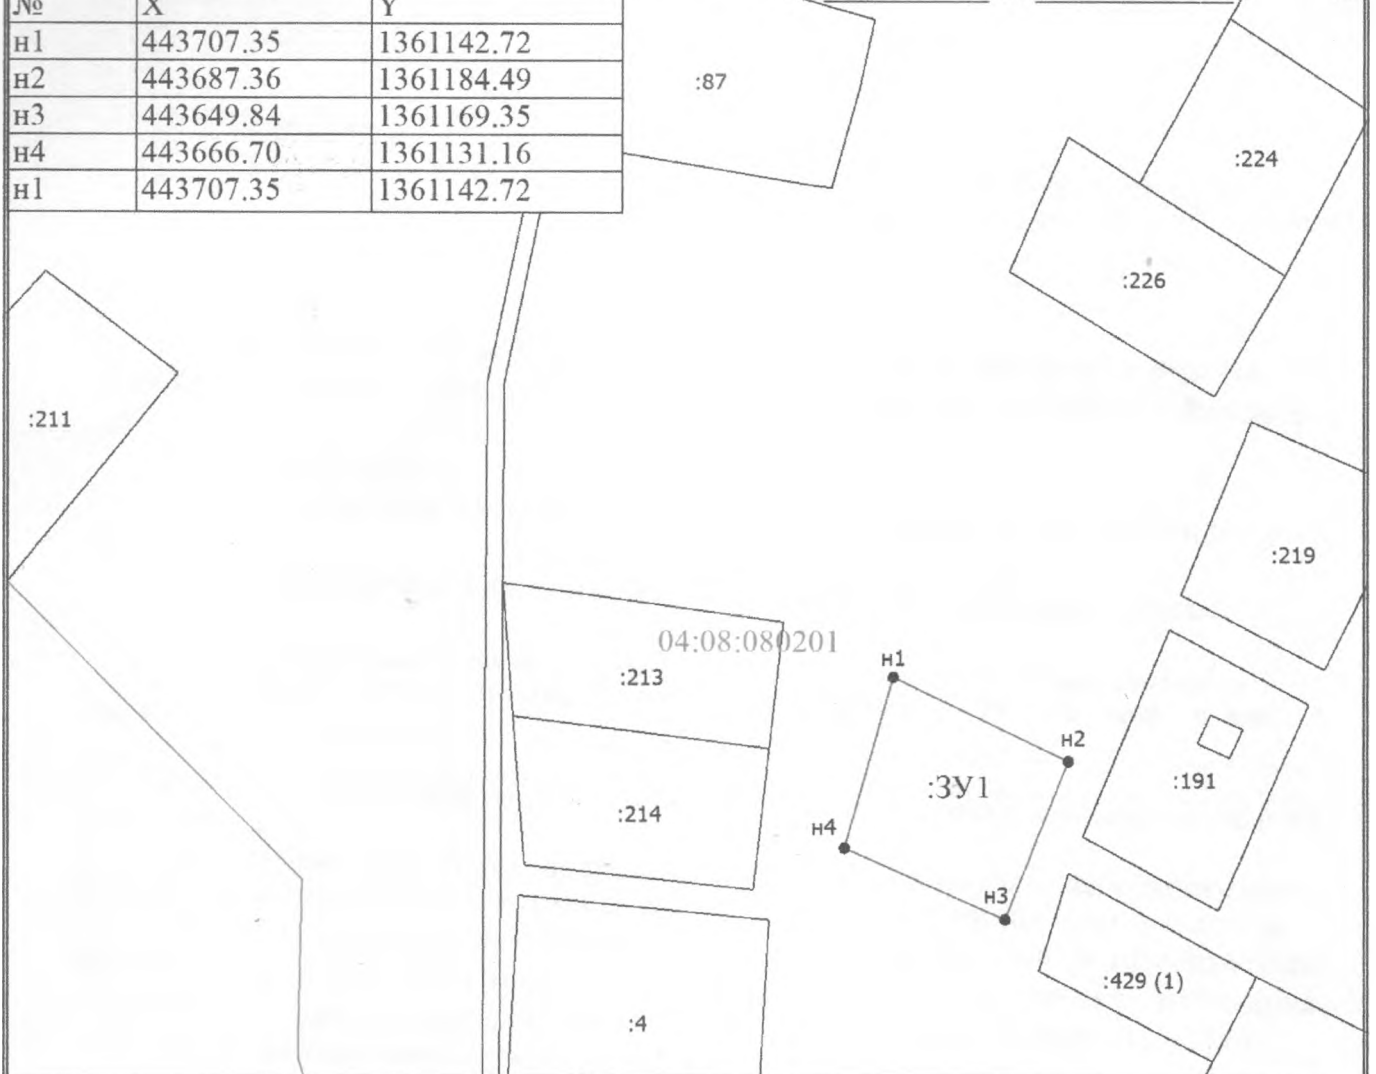 № X Y
н1 443707.35 1361142.72
н2 443687.36 1361184.49
н3 443649.84 1361169.35
н4 443666.70 1361131.16
н1 443707.35 1361142.72
:87
:224
:226
:211
:219
04:08:080201
:213
н1
н2
:ЗУ1
:191
:214
н4
н3
:429 (1)
:4